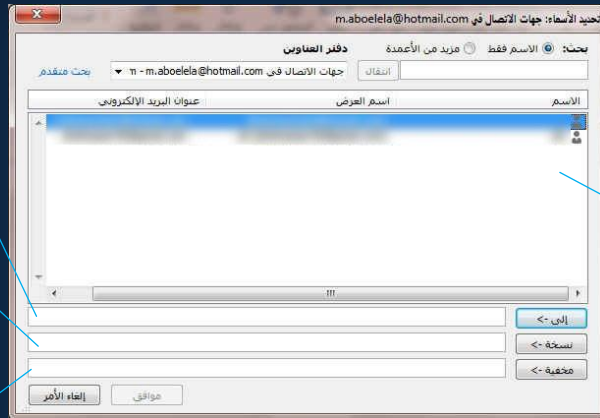 تحديد الأسماء: جهات الاتصال في m.aboelela@hotmail.com
بحث: الاسم فقط مزيد من الأعمدة دفتر العناوين
انتقال جهات الاتصال في m - m.aboelela@hotmail.com بحث متقدم
الاسم اسم العرض عنوان البريد الإلكتروني
إلى ->
نسخة ->
مخفية ->
موافق إلغاء الأمر